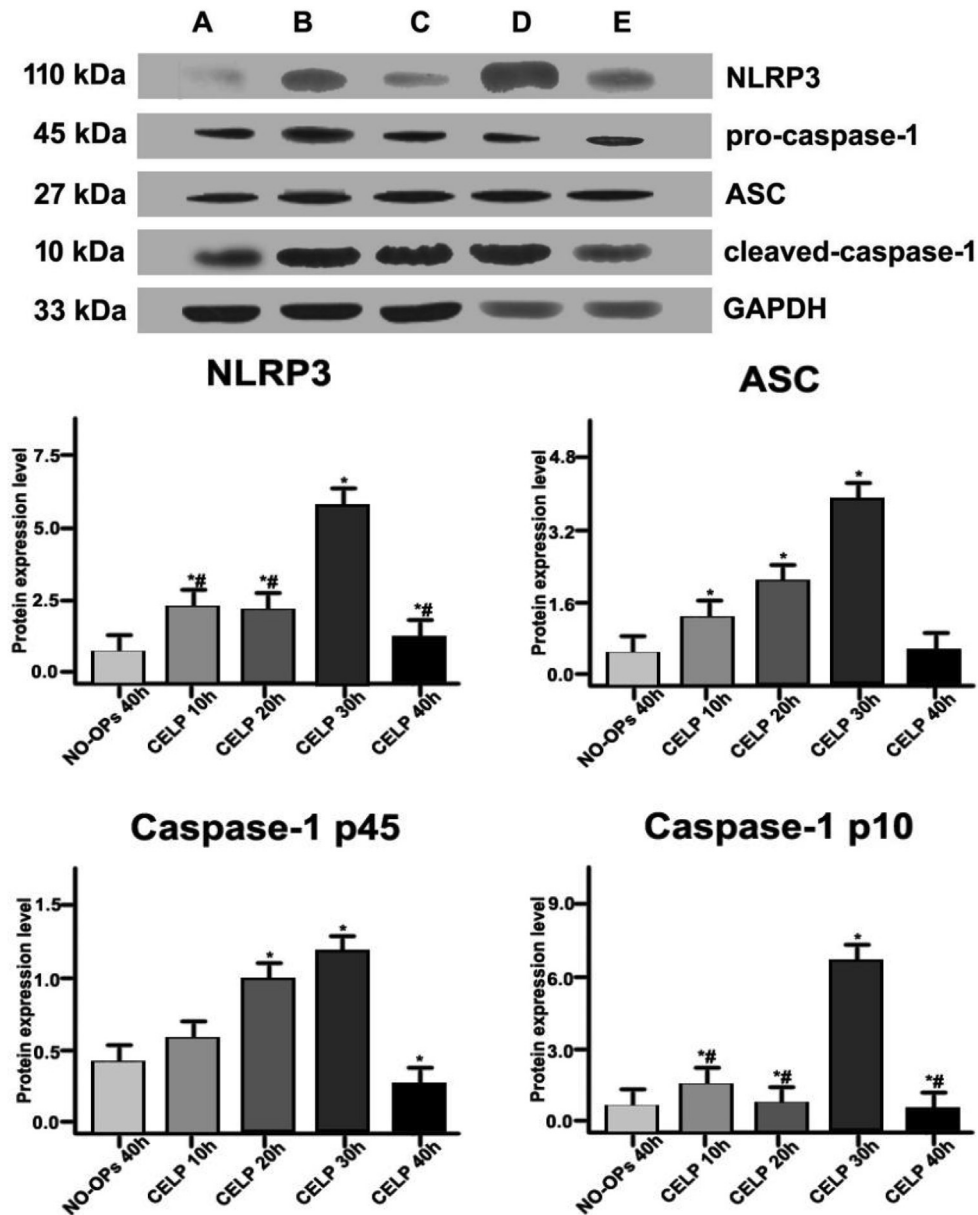 A B C D E
110 kDa NLRP3
45 kDa pro-caspase-1
27 kDa ASC
10 kDa cleaved-caspase-1
33 kDa GAPDH
NLRP3
Protein expression level
7.5
5.0
2.5
0.0
*# *# * *#
NO-OPs 40h CELP 10h CELP 20h CELP 30h CELP 40h
ASC
Protein expression level
4.8
3.2
1.6
0.0
* * *
NO-OPs 40h CELP 10h CELP 20h CELP 30h CELP 40h
Caspase-1 p45
Protein expression level
1.5
1.0
0.5
0.0
* * *
NO-OPs 40h CELP 10h CELP 20h CELP 30h CELP 40h
Caspase-1 p10
Protein expression level
9.0
6.0
3.0
0.0
*# *# * *#
NO-OPs 40h CELP 10h CELP 20h CELP 30h CELP 40h